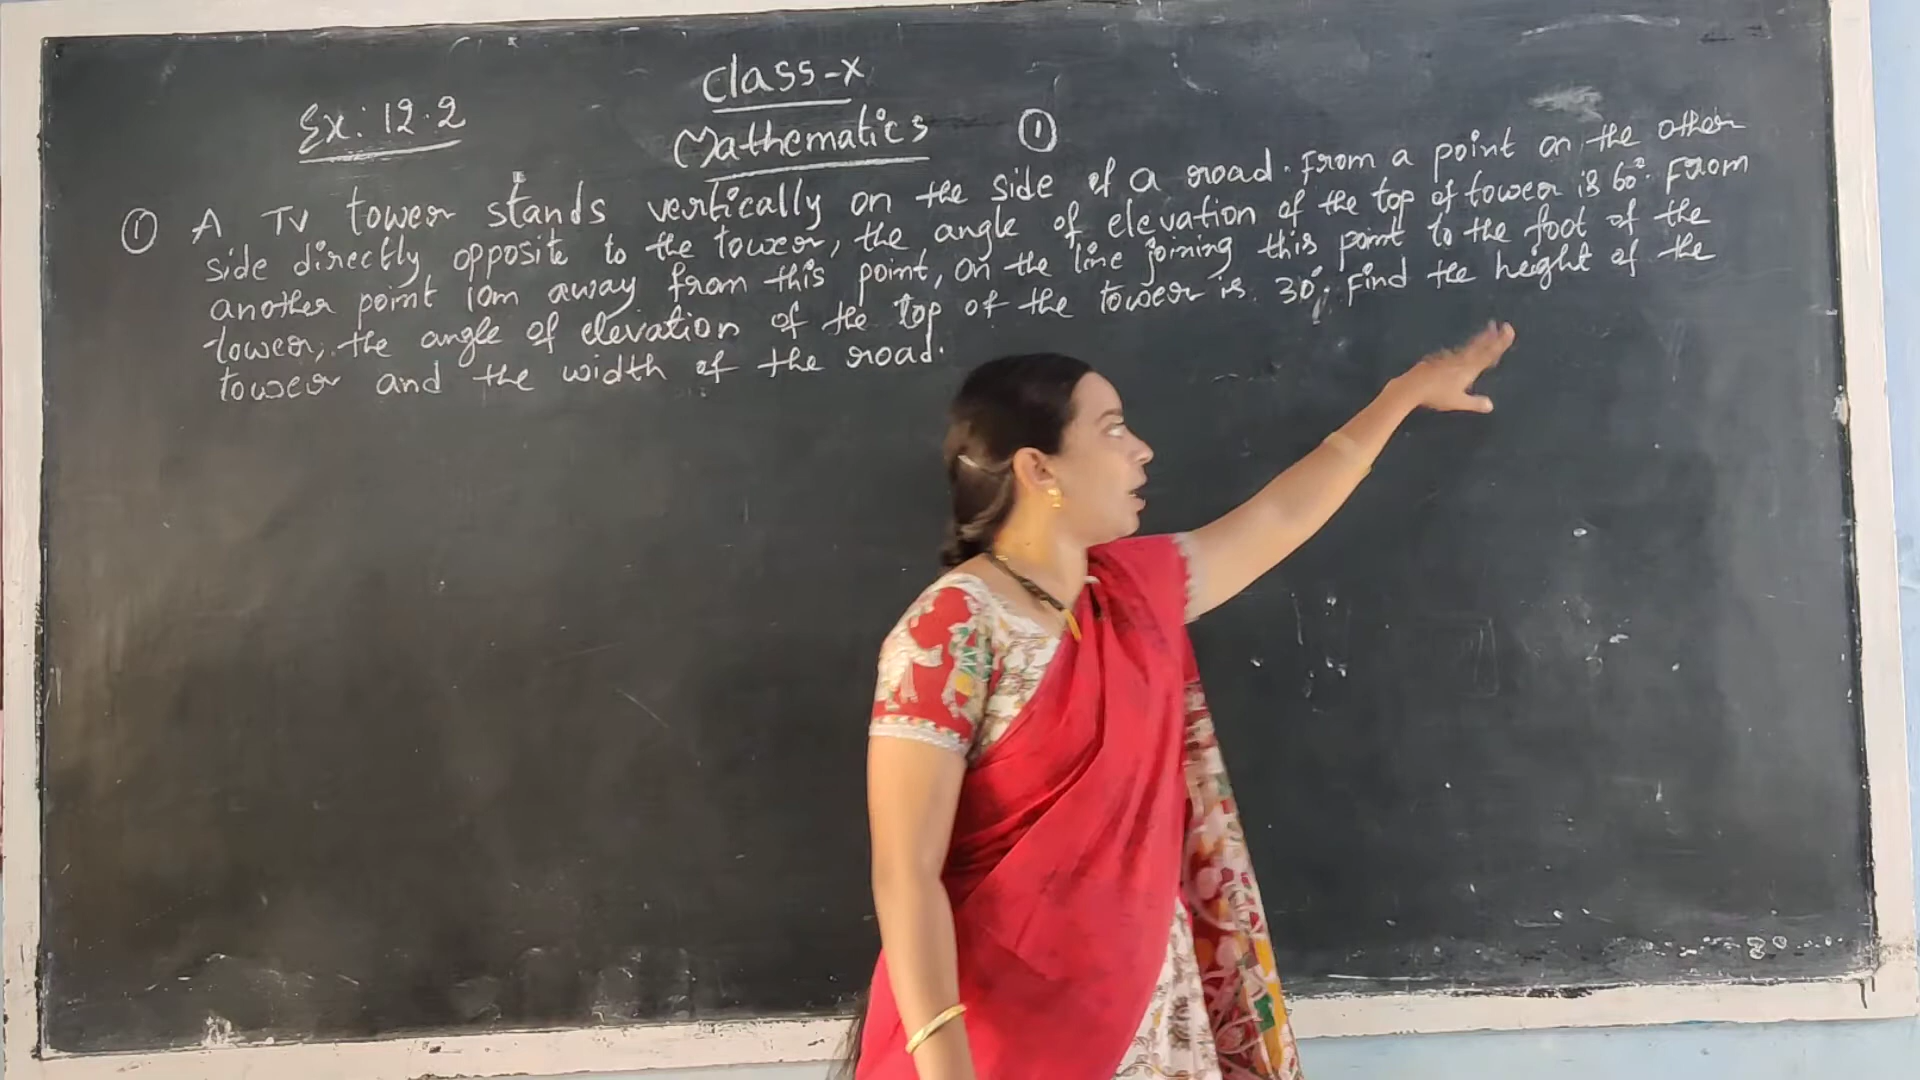 Class-X
Ex: 12.2
Mathematics ①
① A TV tower stands vertically on the side of a road. From a point on the other
side directly opposite to the tower, the angle of elevation of the top of tower is 60°. From
another point 10m away from this point, on the line joining this point to the foot of the
tower, the angle of elevation of the top of the tower is 30°. Find the height of the
tower and the width of the road.